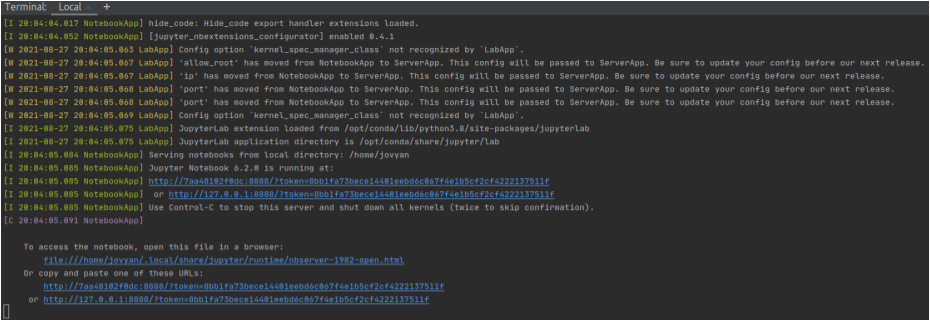 Terminal: Local × +
[I 20:04:04.017 NotebookApp] hide_code: Hide_code export handler extensions loaded.
[I 20:04:04.052 NotebookApp] [jupyter_nbextensions_configurator] enabled 0.4.1
[W 2021-08-27 20:04:05.063 LabApp] Config option `kernel_spec_manager_class` not recognized by `LabApp`.
[W 2021-08-27 20:04:05.067 LabApp] 'allow_root' has moved from NotebookApp to ServerApp. This config will be passed to ServerApp. Be sure to update your config before our next release.
[W 2021-08-27 20:04:05.067 LabApp] 'ip' has moved from NotebookApp to ServerApp. This config will be passed to ServerApp. Be sure to update your config before our next release.
[W 2021-08-27 20:04:05.068 LabApp] 'port' has moved from NotebookApp to ServerApp. This config will be passed to ServerApp. Be sure to update your config before our next release.
[W 2021-08-27 20:04:05.068 LabApp] 'port' has moved from NotebookApp to ServerApp. This config will be passed to ServerApp. Be sure to update your config before our next release.
[W 2021-08-27 20:04:05.069 LabApp] Config option `kernel_spec_manager_class` not recognized by `LabApp`.
[I 2021-08-27 20:04:05.075 LabApp] JupyterLab extension loaded from /opt/conda/lib/python3.8/site-packages/jupyterlab
[I 2021-08-27 20:04:05.075 LabApp] JupyterLab application directory is /opt/conda/share/jupyter/lab
[I 20:04:05.084 NotebookApp] Serving notebooks from local directory: /home/jovyan
[I 20:04:05.085 NotebookApp] Jupyter Notebook 6.2.0 is running at:
[I 20:04:05.085 NotebookApp] http://7aa48102f0dc:8888/?token=8bb1fa73bece14401eebd6c067f4e1b5cf2cf4222137511f
[I 20:04:05.085 NotebookApp]  or http://127.0.0.1:8888/?token=8bb1fa73bece14401eebd6c067f4e1b5cf2cf4222137511f
[I 20:04:05.085 NotebookApp] Use Control-C to stop this server and shut down all kernels (twice to skip confirmation).
[C 20:04:05.091 NotebookApp]
To access the notebook, open this file in a browser:
file:///home/jovyan/.local/share/jupyter/runtime/nbserver-1982-open.html
Or copy and paste one of these URLs:
http://7aa48102f0dc:8888/?token=8bb1fa73bece14401eebd6c067f4e1b5cf2cf4222137511f
or http://127.0.0.1:8888/?token=8bb1fa73bece14401eebd6c067f4e1b5cf2cf4222137511f